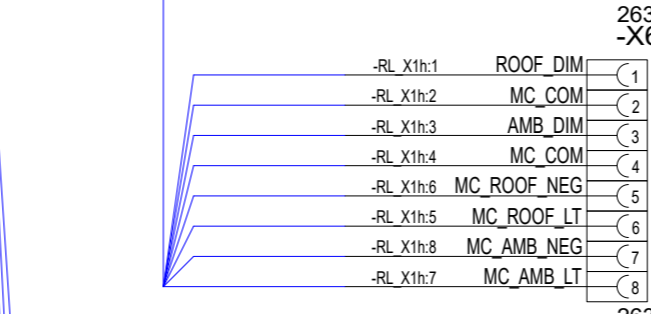 263
-X6
-RL_X1h:1 ROOF_DIM 1
-RL_X1h:2 MC_COM 2
-RL_X1h:3 AMB_DIM 3
-RL_X1h:4 MC_COM 4
-RL_X1h:6 MC_ROOF_NEG 5
-RL_X1h:5 MC_ROOF_LT 6
-RL_X1h:8 MC_AMB_NEG 7
-RL_X1h:7 MC_AMB_LT 8